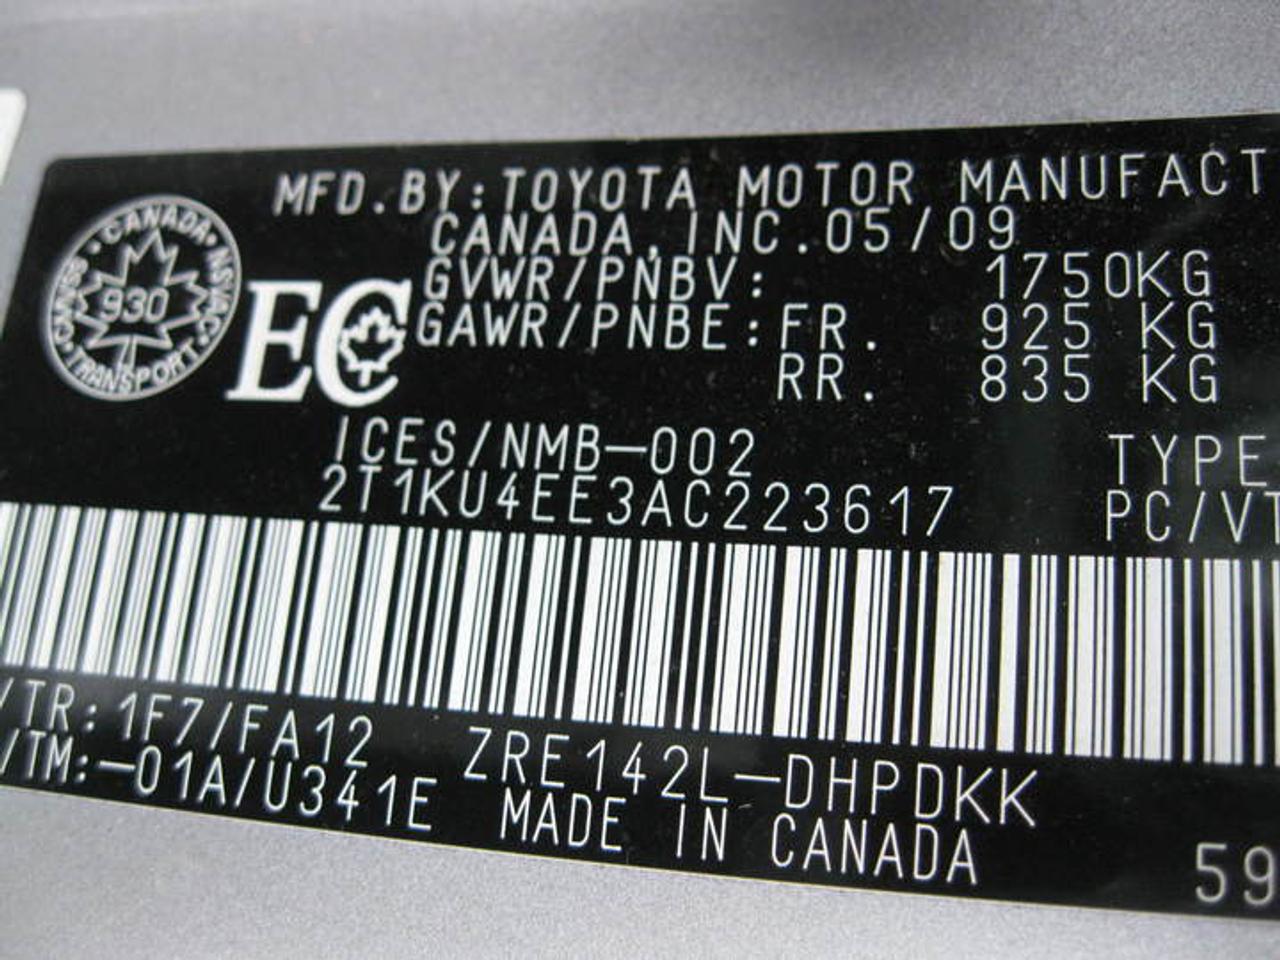 MFD.BY:TOYOTA MOTOR MANUFACT
CANADA, INC.05/09
CANADA
NSVAC
TRANSPORT
930
EC
GVWR/PNBV: 1750KG
GAWR/PNBE:FR. 925 KG
RR. 835 KG
ICES/NMB-002
TYPE
2T1KU4EE3AC223617
PC/VT
/TR:1F7/FA12
ZRE142L-DHPDKK
/TM:-01A/U341E
MADE IN CANADA
59